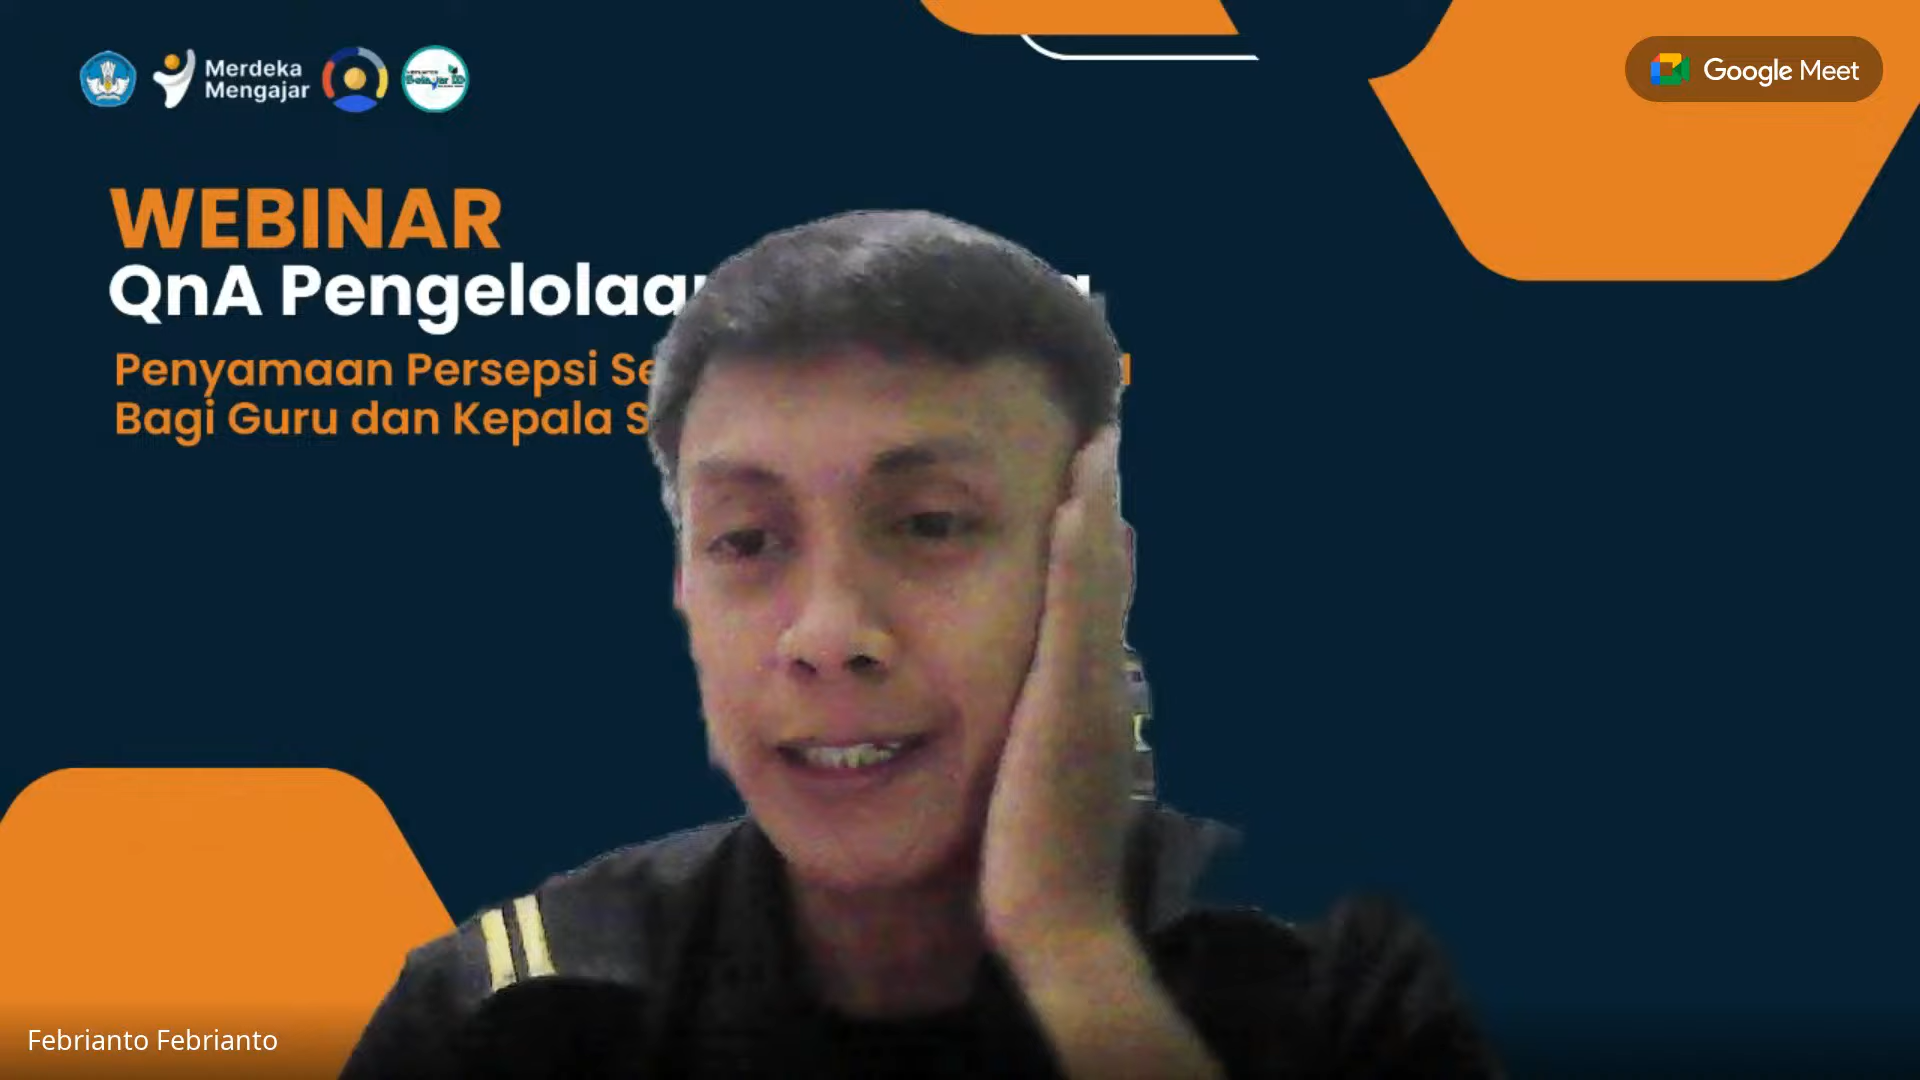 Merdeka
Mengajar
Google Meet
WEBINAR
QnA Pengelolaa
Penyamaan Persepsi Se
Bagi Guru dan Kepala S
Febrianto Febrianto